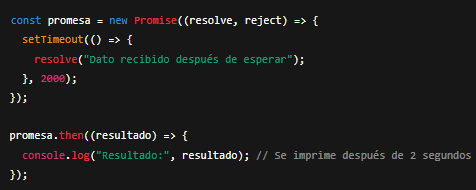 const promesa = new Promise((resolve, reject) => {
  setTimeout(() => {
    resolve("Dato recibido después de esperar");
  }, 2000);
});

promesa.then((resultado) => {
  console.log("Resultado:", resultado); // Se imprime después de 2 segundos
});